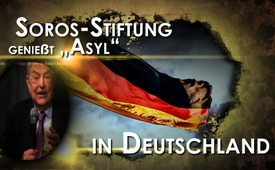 Soros-Stiftung
genießt „Asyl“
in Deutschland